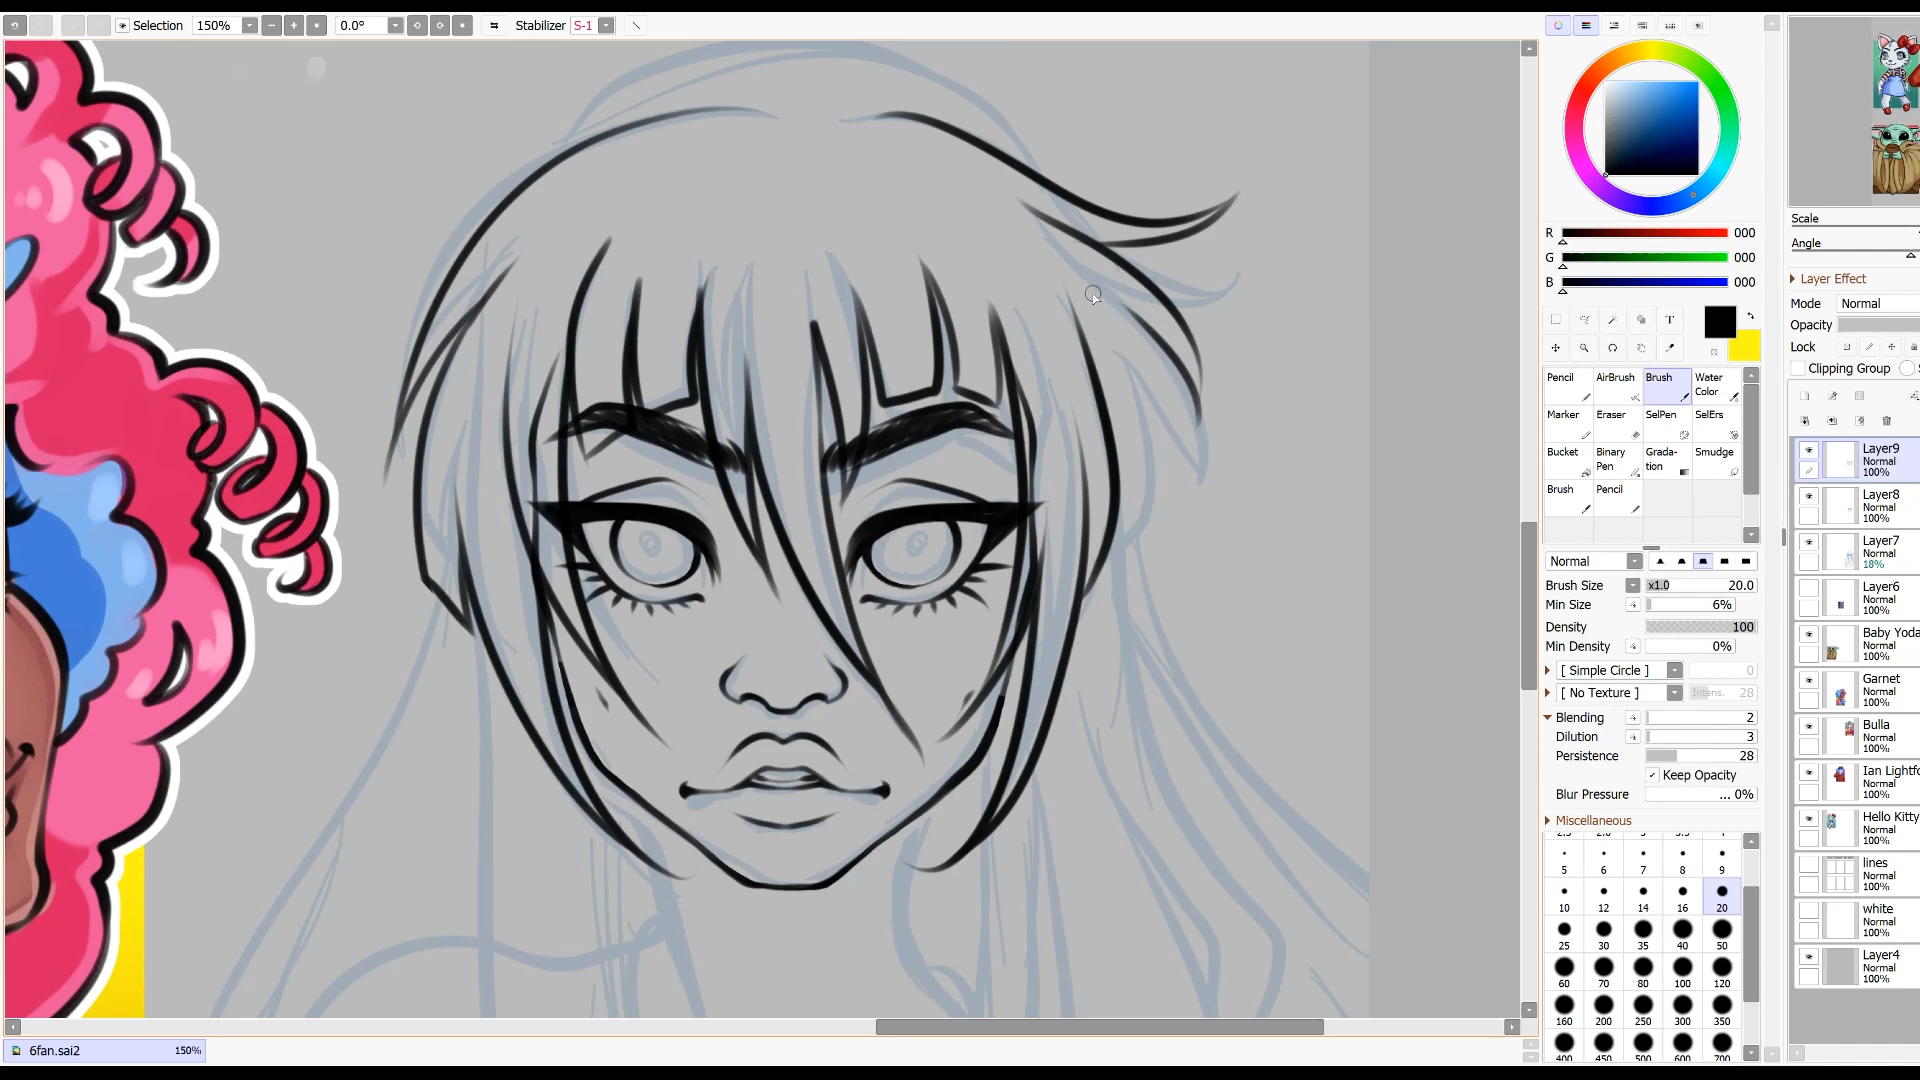 Selection 150% 0.0° Stabilizer S-1
R 000
G 000
B 000
T
Pencil AirBrush Brush Water Color
Marker Eraser SelPen SelErs
Bucket Binary Pen Grada-tion Smudge
Brush Pencil
Normal
Brush Size x1.0 20.0
Min Size 6%
Density 100
Min Density 0%
[ Simple Circle ] 0
[ No Texture ] Intens. 28
Blending 2
Dilution 3
Persistence 28
Keep Opacity
Blur Pressure ... 0%
Miscellaneous
5 6 7 8 9
10 12 14 16 20
25 30 35 40 50
60 70 80 100 120
160 200 250 300 350
400 450 500 600 700
Scale
Angle
Layer Effect
Mode Normal
Opacity
Lock
Clipping Group
Layer9
Normal
100%
Layer8
Normal
100%
Layer7
Normal
18%
Layer6
Normal
100%
Baby Yoda
Normal
100%
Garnet
Normal
100%
Bulla
Normal
100%
Ian Lightfo
Normal
100%
Hello Kitty
Normal
100%
lines
Normal
100%
white
Normal
100%
Layer4
Normal
100%
6fan.sai2 150%